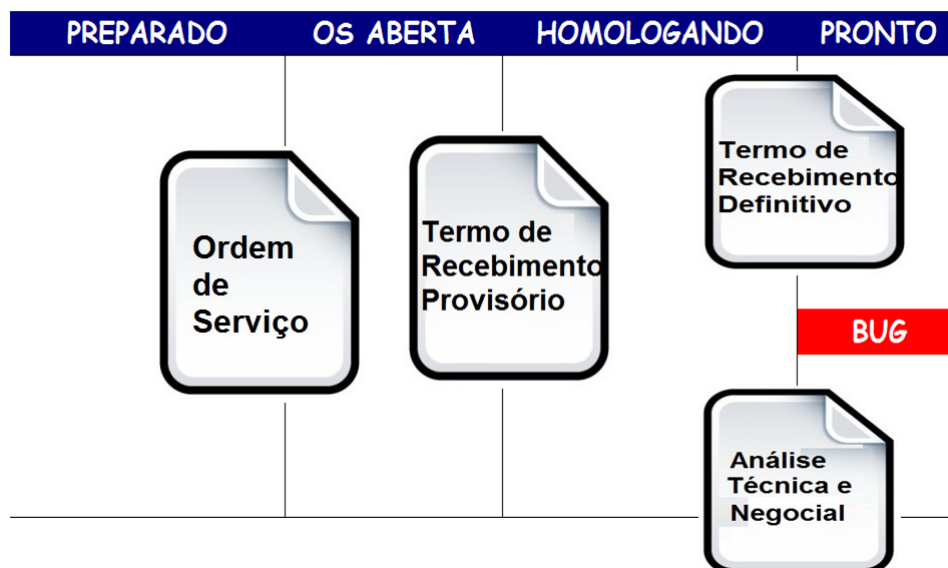 PREPARADO
OS ABERTA
HOMOLOGANDO
PRONTO
Ordem
de
Serviço
Termo de
Recebimento
Provisório
Termo de
Recebimento
Definitivo
BUG
Análise
Técnica e
Negocial